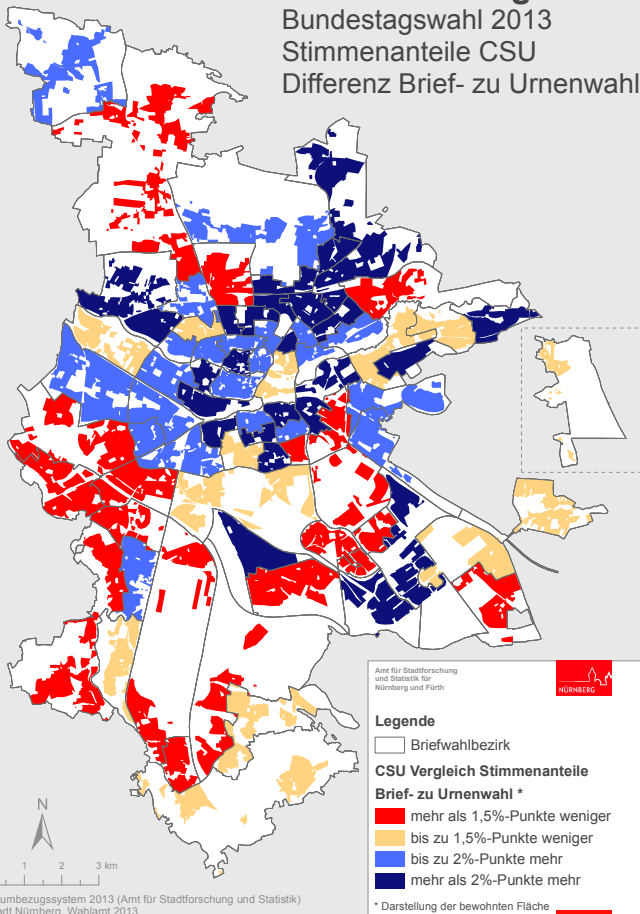 Bundestagswahl 2013
Stimmenanteile CSU
Differenz Brief- zu Urnenwahl
Amt für Stadtforschung
und Statistik für
Nürnberg und Fürth
NÜRNBERG
Legende
Briefwahlbezirk
CSU Vergleich Stimmenanteile
Brief- zu Urnenwahl *
mehr als 1,5%-Punkte weniger
bis zu 1,5%-Punkte weniger
bis zu 2%-Punkte mehr
mehr als 2%-Punkte mehr
* Darstellung der bewohnten Fläche
N
1 2 3 km
umbezugssystem 2013 (Amt für Stadtforschung und Statistik)
adt Nürnberg, Wahlamt 2013